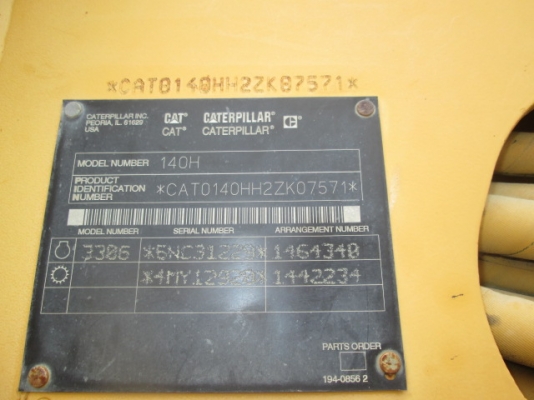 *CAT0140HH2ZK07571*
CATERPILLAR INC.
PEORIA, IL 61629
USA
CAT® CATERPILLAR®
CAT® CATERPILLAR®
MODEL NUMBER 140H
PRODUCT
IDENTIFICATION
NUMBER
*CAT0140HH2ZK07571*
MODEL NUMBER SERIAL NUMBER ARRANGEMENT NUMBER
3306 1464340
1442234
PARTS ORDER
194-0856 2